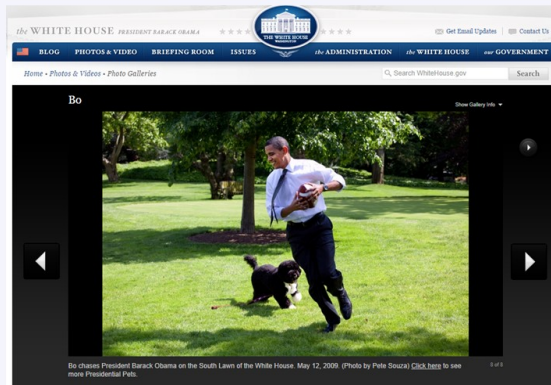 the WHITE HOUSE PRESIDENT BARACK OBAMA
THE WHITE HOUSE
Get Email Updates
Contact Us
BLOG PHOTOS & VIDEO BRIEFING ROOM ISSUES the ADMINISTRATION the WHITE HOUSE our GOVERNMENT
Home • Photos & Videos • Photo Galleries
Search WhiteHouse.gov
Search
Bo
Show Gallery Info
Bo chases President Barack Obama on the South Lawn of the White House. May 12, 2009. (Photo by Pete Souza) Click here to see
more Presidential Pets.